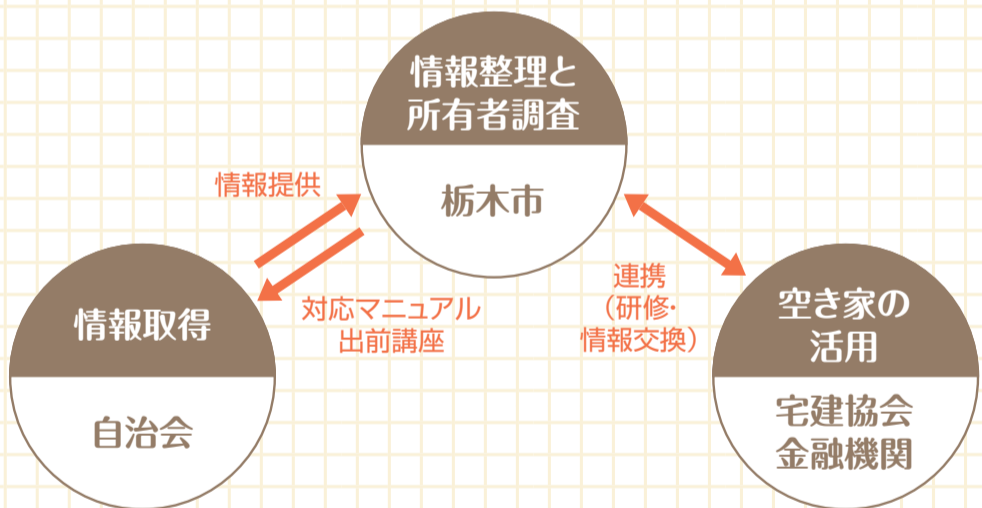 情報整理と
所有者調査
栃木市
情報提供
対応マニュアル
出前講座
連携
（研修・
情報交換）
情報取得
自治会
空き家の
活用
宅建協会
金融機関